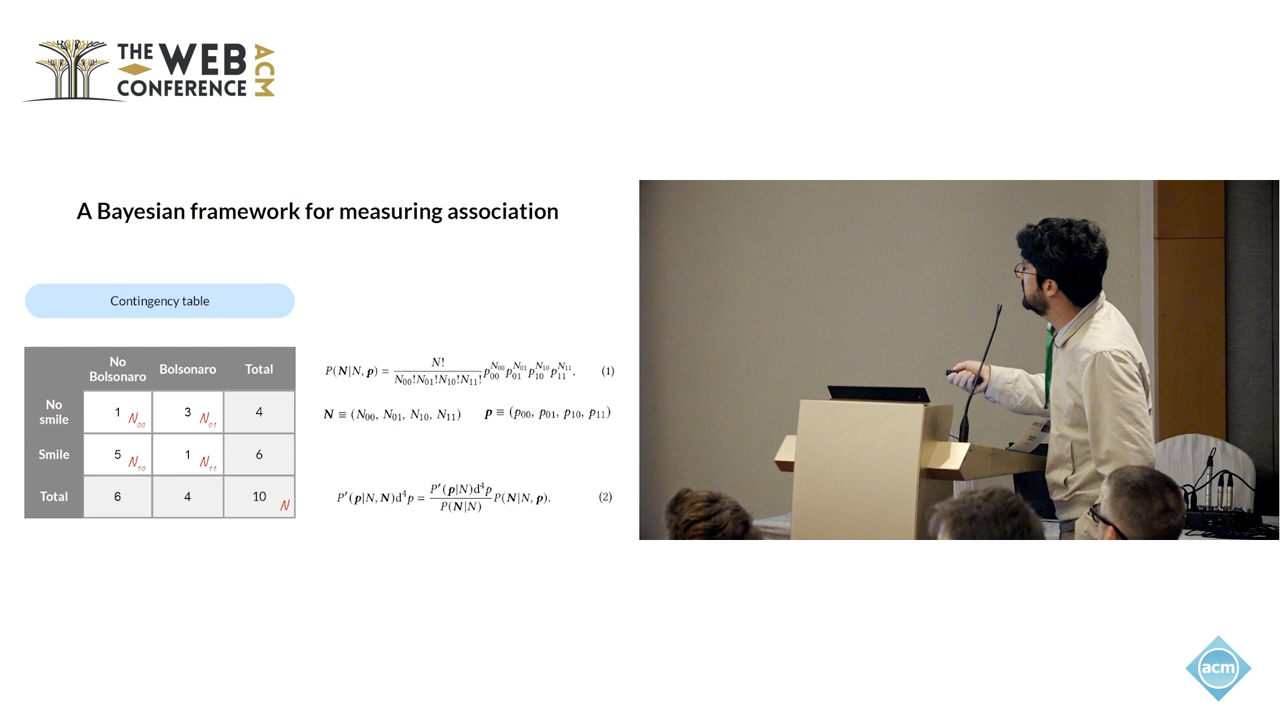 THE WEB
CONFERENCE
ACM
A Bayesian framework for measuring association
Contingency table
No Bolsonaro Bolsonaro Total
No smile 1 N₀₀ 3 N₀₁ 4
Smile 5 N₁₀ 1 N₁₁ 6
Total 6 4 10 N
P(N|N, p) = N! / N₀₀!N₀₁!N₁₀!N₁₁! p₀₀^N₀₀ p₀₁^N₀₁ p₁₀^N₁₀ p₁₁^N₁₁, (1)
N ≡ (N₀₀, N₀₁, N₁₀, N₁₁) p ≡ (p₀₀, p₀₁, p₁₀, p₁₁)
P′(p|N, N)d⁴p = P′(p|N)d⁴p / P(N|N) P(N|N, p). (2)
acm